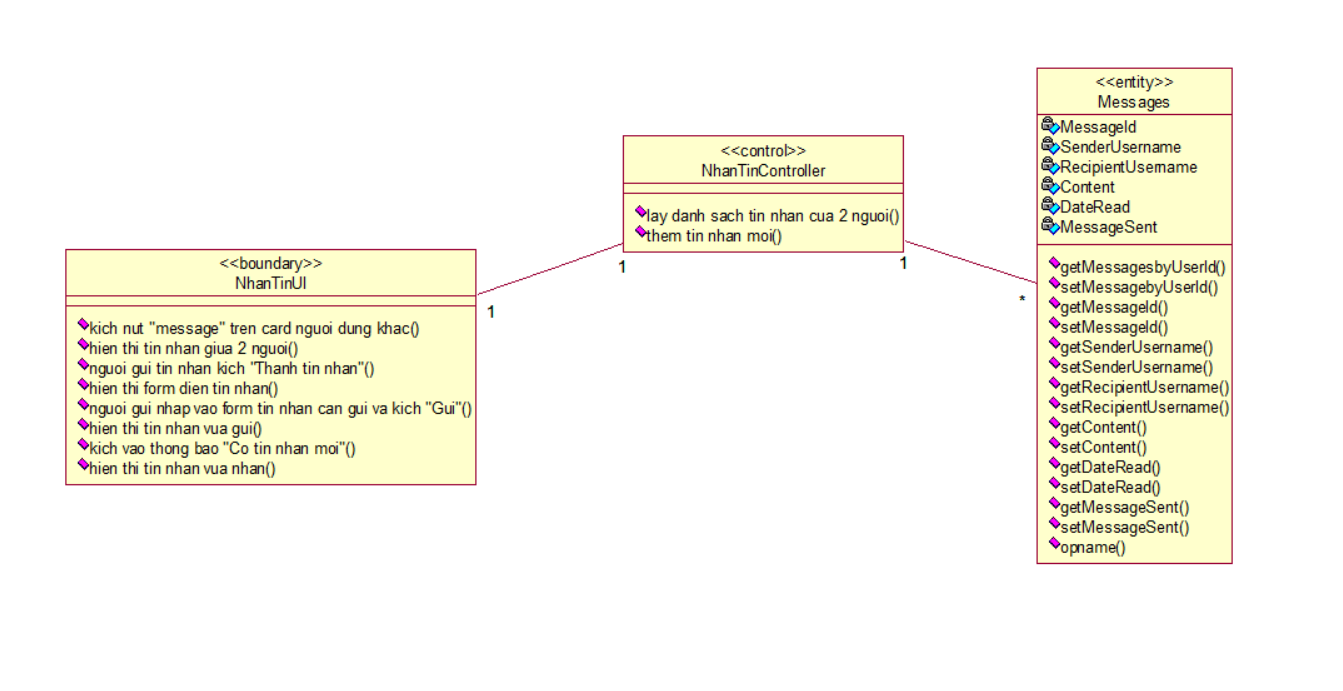 <<boundary>>
NhanTinUI
kich nut "message" tren card nguoi dung khac()
hien thi tin nhan giua 2 nguoi()
nguoi gui tin nhan kich "Thanh tin nhan"()
hien thi form dien tin nhan()
nguoi gui nhap vao form tin nhan can gui va kich "Gui"()
hien thi tin nhan vua gui()
kich vao thong bao "Co tin nhan moi"()
hien thi tin nhan vua nhan()
1
1
<<control>>
NhanTinController
lay danh sach tin nhan cua 2 nguoi()
them tin nhan moi()
1
*
<<entity>>
Messages
MessageId
SenderUsername
RecipientUsername
Content
DateRead
MessageSent
getMessagesbyUserId()
setMessagebyUserId()
getMessageId()
setMessageId()
getSenderUsername()
setSenderUsername()
getRecipientUsername()
setRecipientUsername()
getContent()
setContent()
getDateRead()
setDateRead()
getMessageSent()
setMessageSent()
opname()